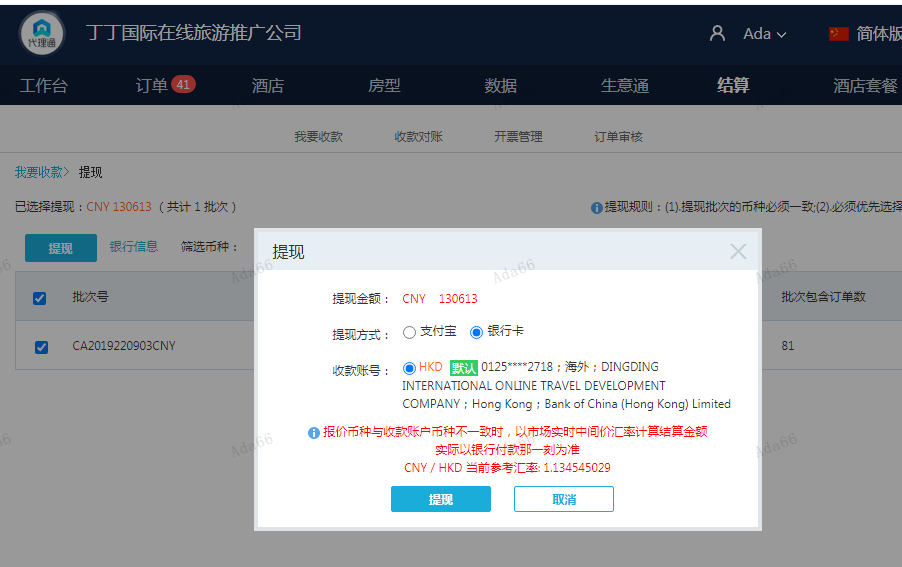 代理通
丁丁国际在线旅游推广公司
Ada
简体版
工作台
订单 41
酒店
房型
数据
生意通
结算
酒店套餐
我要收款
收款对账
开票管理
订单审核
我要收款> 提现
已选择提现：CNY 130613 （ 共计 1 批次 ）
提现规则：(1).提现批次的币种必须一致;(2).必须优先选择
提现
银行信息
筛选币种：
批次号
批次包含订单数
CA2019220903CNY
81
提现
提现金额： CNY 130613
提现方式： 支付宝 银行卡
收款账号： HKD 默认 0125****2718；海外；DINGDING
INTERNATIONAL ONLINE TRAVEL DEVELOPMENT
COMPANY；Hong Kong；Bank of China (Hong Kong) Limited
报价币种与收款账户币种不一致时，以市场实时中间价汇率计算结算金额
实际以银行付款那一刻为准
CNY / HKD 当前参考汇率: 1.134545029
提现
取消
Ada66
Ada66
Ada66
Ada66
Ada66